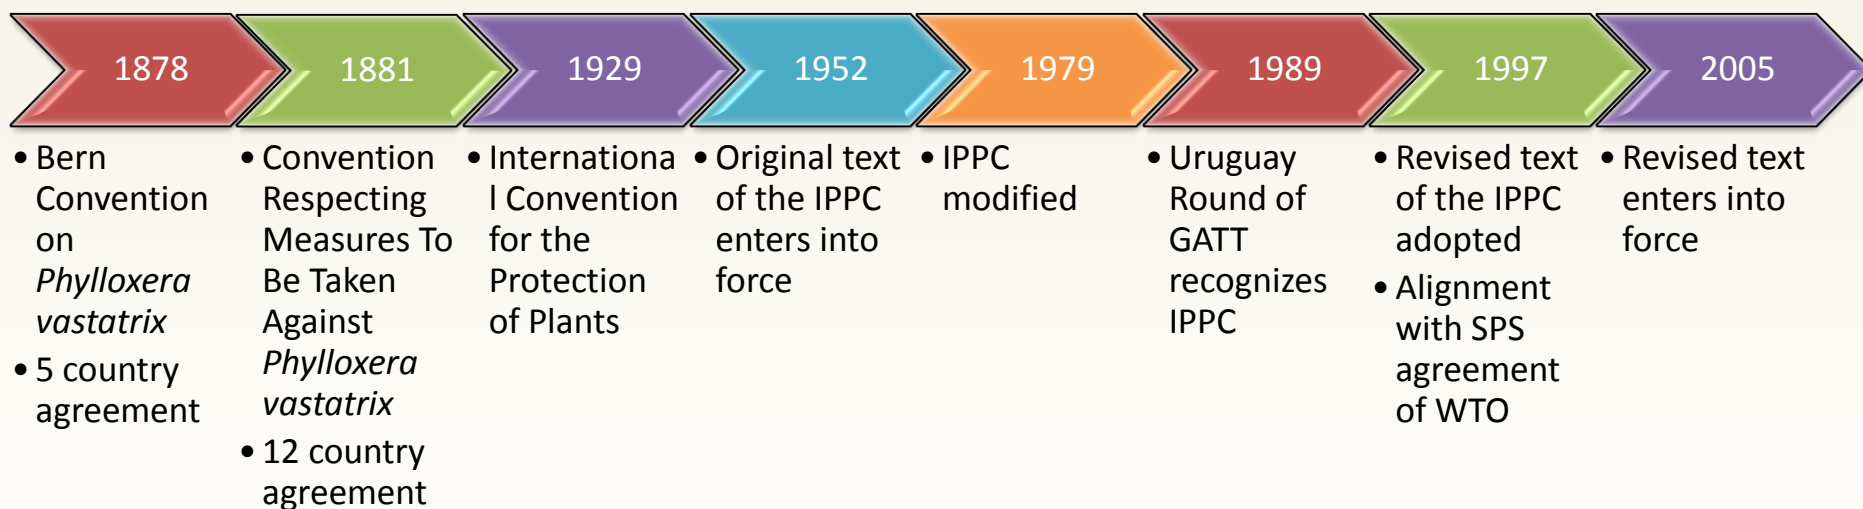 1878
1881
1929
1952
1979
1989
1997
2005
• Bern
Convention
on
Phylloxera
vastatrix
• 5 country
agreement
• Convention
Respecting
Measures To
Be Taken
Against
Phylloxera
vastatrix
• 12 country
agreement
• Internationa
l Convention
for the
Protection
of Plants
• Original text
of the IPPC
enters into
force
• IPPC
modified
• Uruguay
Round of
GATT
recognizes
IPPC
• Revised text
of the IPPC
adopted
• Alignment
with SPS
agreement
of WTO
• Revised text
enters into
force